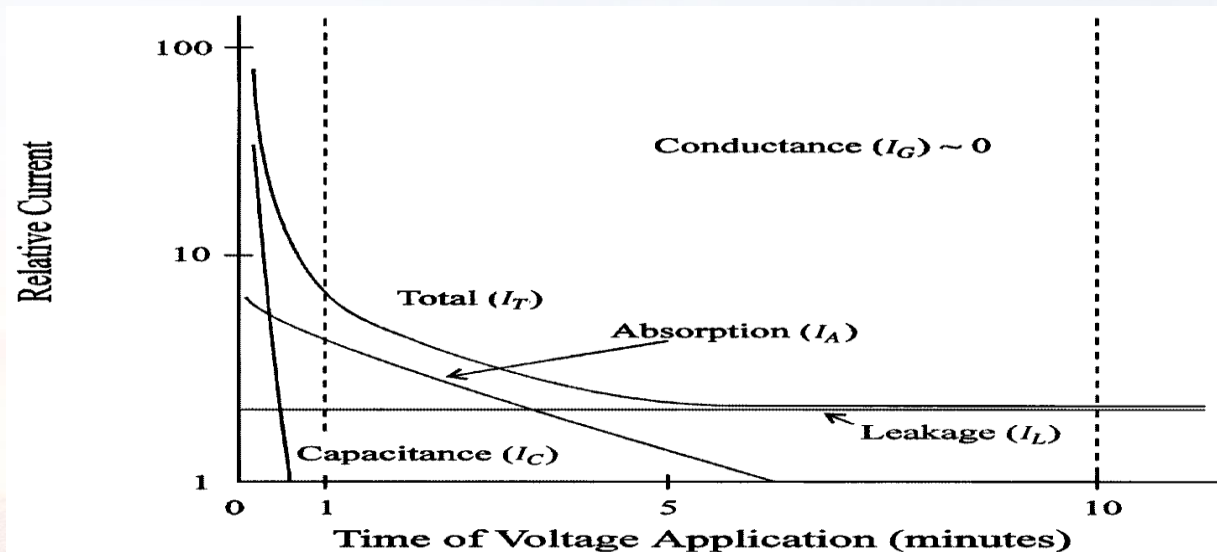 100
Conductance (I_G) ~ 0
Relative Current
10
Total (I_T)
Absorption (I_A)
Leakage (I_L)
Capacitance (I_C)
1
0 1 5 10
Time of Voltage Application (minutes)